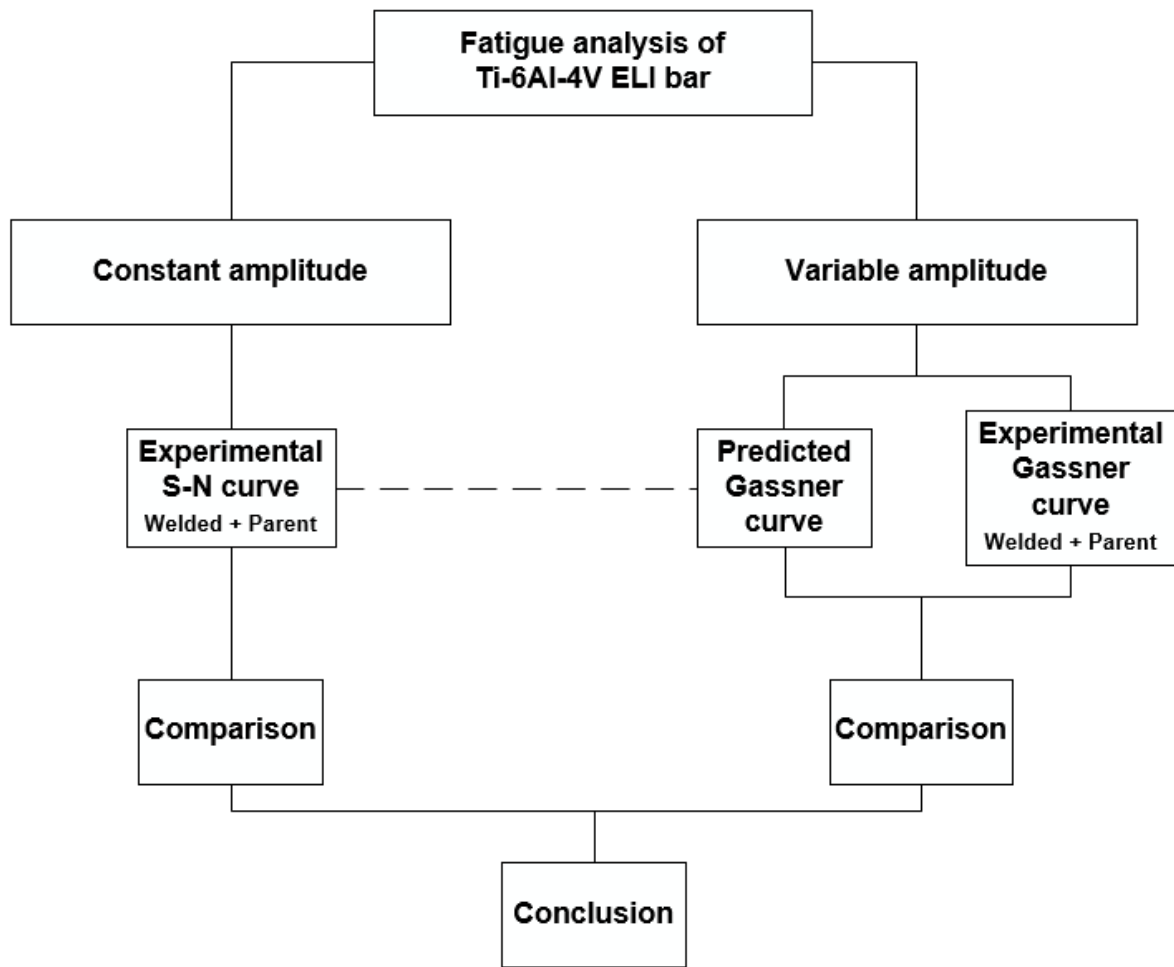 Fatigue analysis of
Ti-6Al-4V ELI bar
Constant amplitude
Variable amplitude
Experimental
S-N curve
Welded + Parent
Predicted
Gassner
curve
Experimental
Gassner
curve
Welded + Parent
Comparison
Comparison
Conclusion